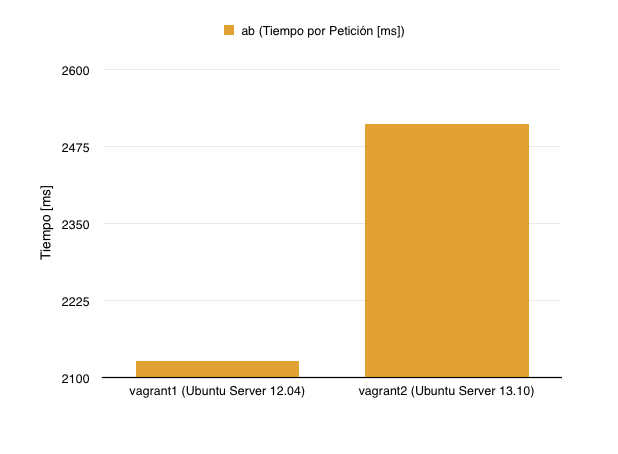 ab (Tiempo por Petición [ms])
2600
2475
2350
2225
2100
Tiempo [ms]
vagrant1 (Ubuntu Server 12.04)
vagrant2 (Ubuntu Server 13.10)